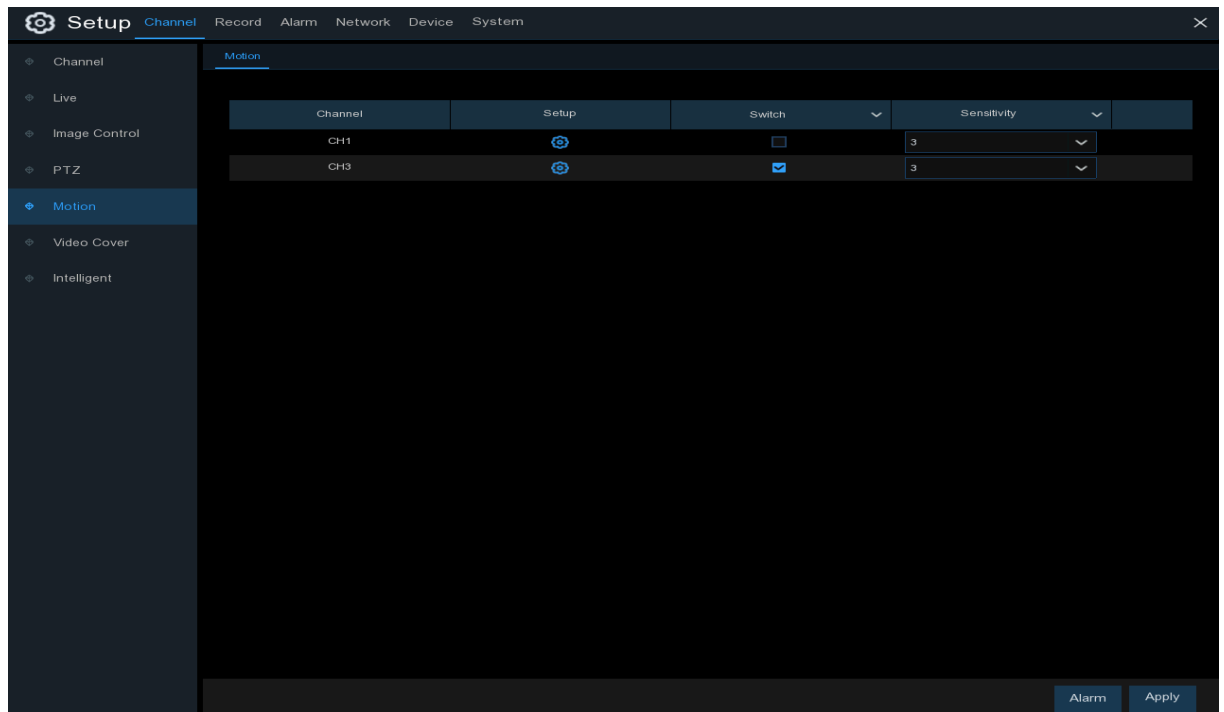 Setup Channel Record Alarm Network Device System
Channel
Motion
Live
Image Control
PTZ
Motion
Video Cover
Intelligent
Channel Setup Switch Sensitivity
CH1 3
CH3 3
Alarm Apply